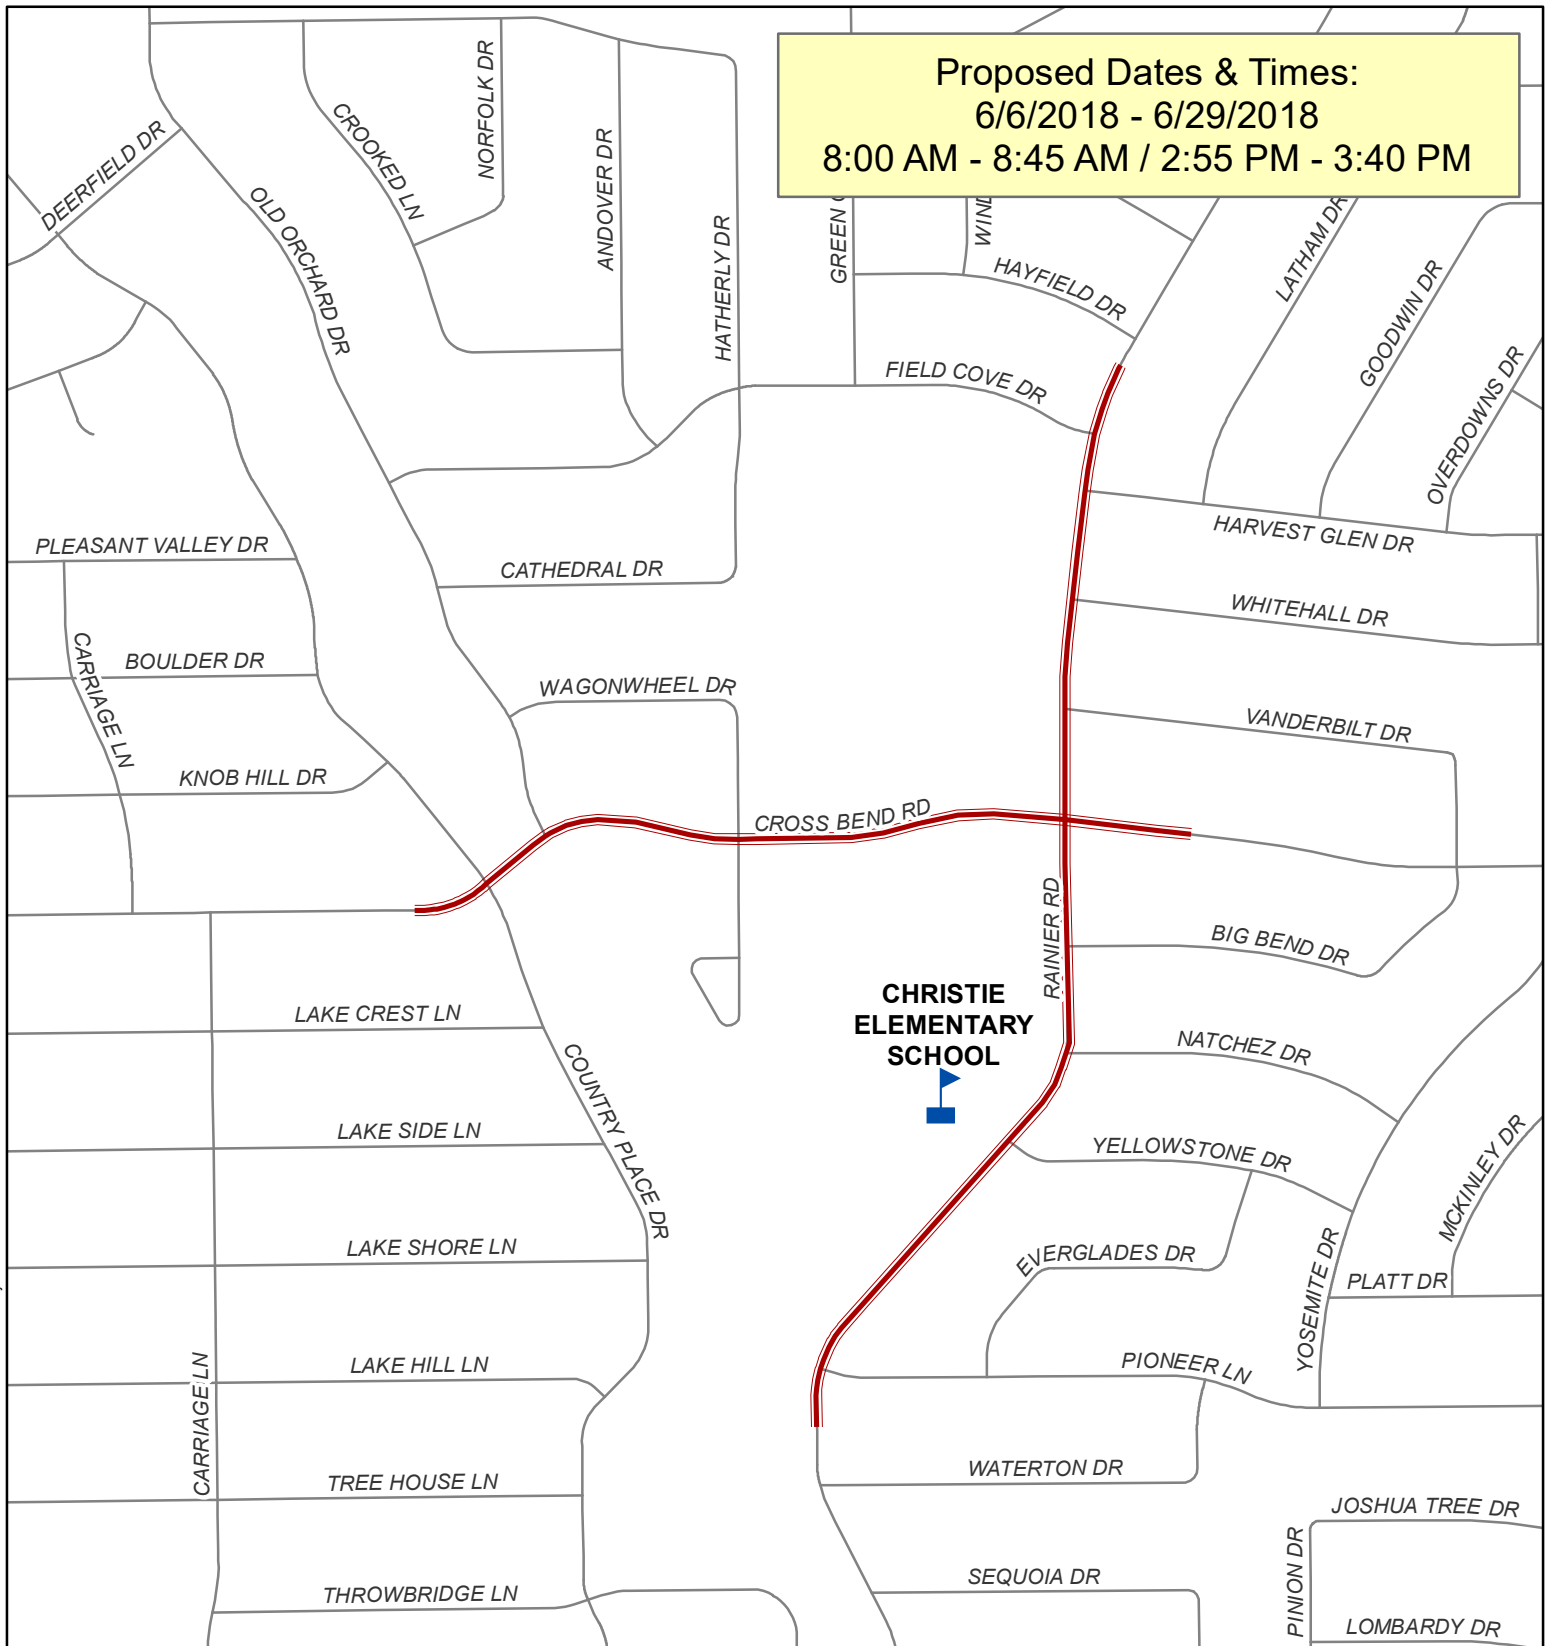 Proposed Dates & Times:
6/6/2018 - 6/29/2018
8:00 AM - 8:45 AM / 2:55 PM - 3:40 PM
NORFOLK DR
CROOKED LN
DEERFIELD DR
ANDOVER DR
OLD ORCHARD DR
HATHERLY DR
GREEN
HAYFIELD DR
LATHAM DR
GOODWIN DR
FIELD COVE DR
OVERDOWNS DR
HARVEST GLEN DR
PLEASANT VALLEY DR
CATHEDRAL DR
WHITEHALL DR
CARRIAGE LN
BOULDER DR
WAGONWHEEL DR
VANDERBILT DR
KNOB HILL DR
CROSS BEND RD
RAINIER RD
BIG BEND DR
CHRISTIE
ELEMENTARY
SCHOOL
LAKE CREST LN
NATCHEZ DR
COUNTRY PLACE DR
LAKE SIDE LN
YELLOWSTONE DR
MCKINLEY DR
LAKE SHORE LN
EVERGLADES DR
YOSEMITE DR
PLATT DR
CARRIAGE LN
LAKE HILL LN
PIONEER LN
TREE HOUSE LN
WATERTON DR
JOSHUA TREE DR
PINION DR
THROWBRIDGE LN
SEQUOIA DR
LOMBARDY DR